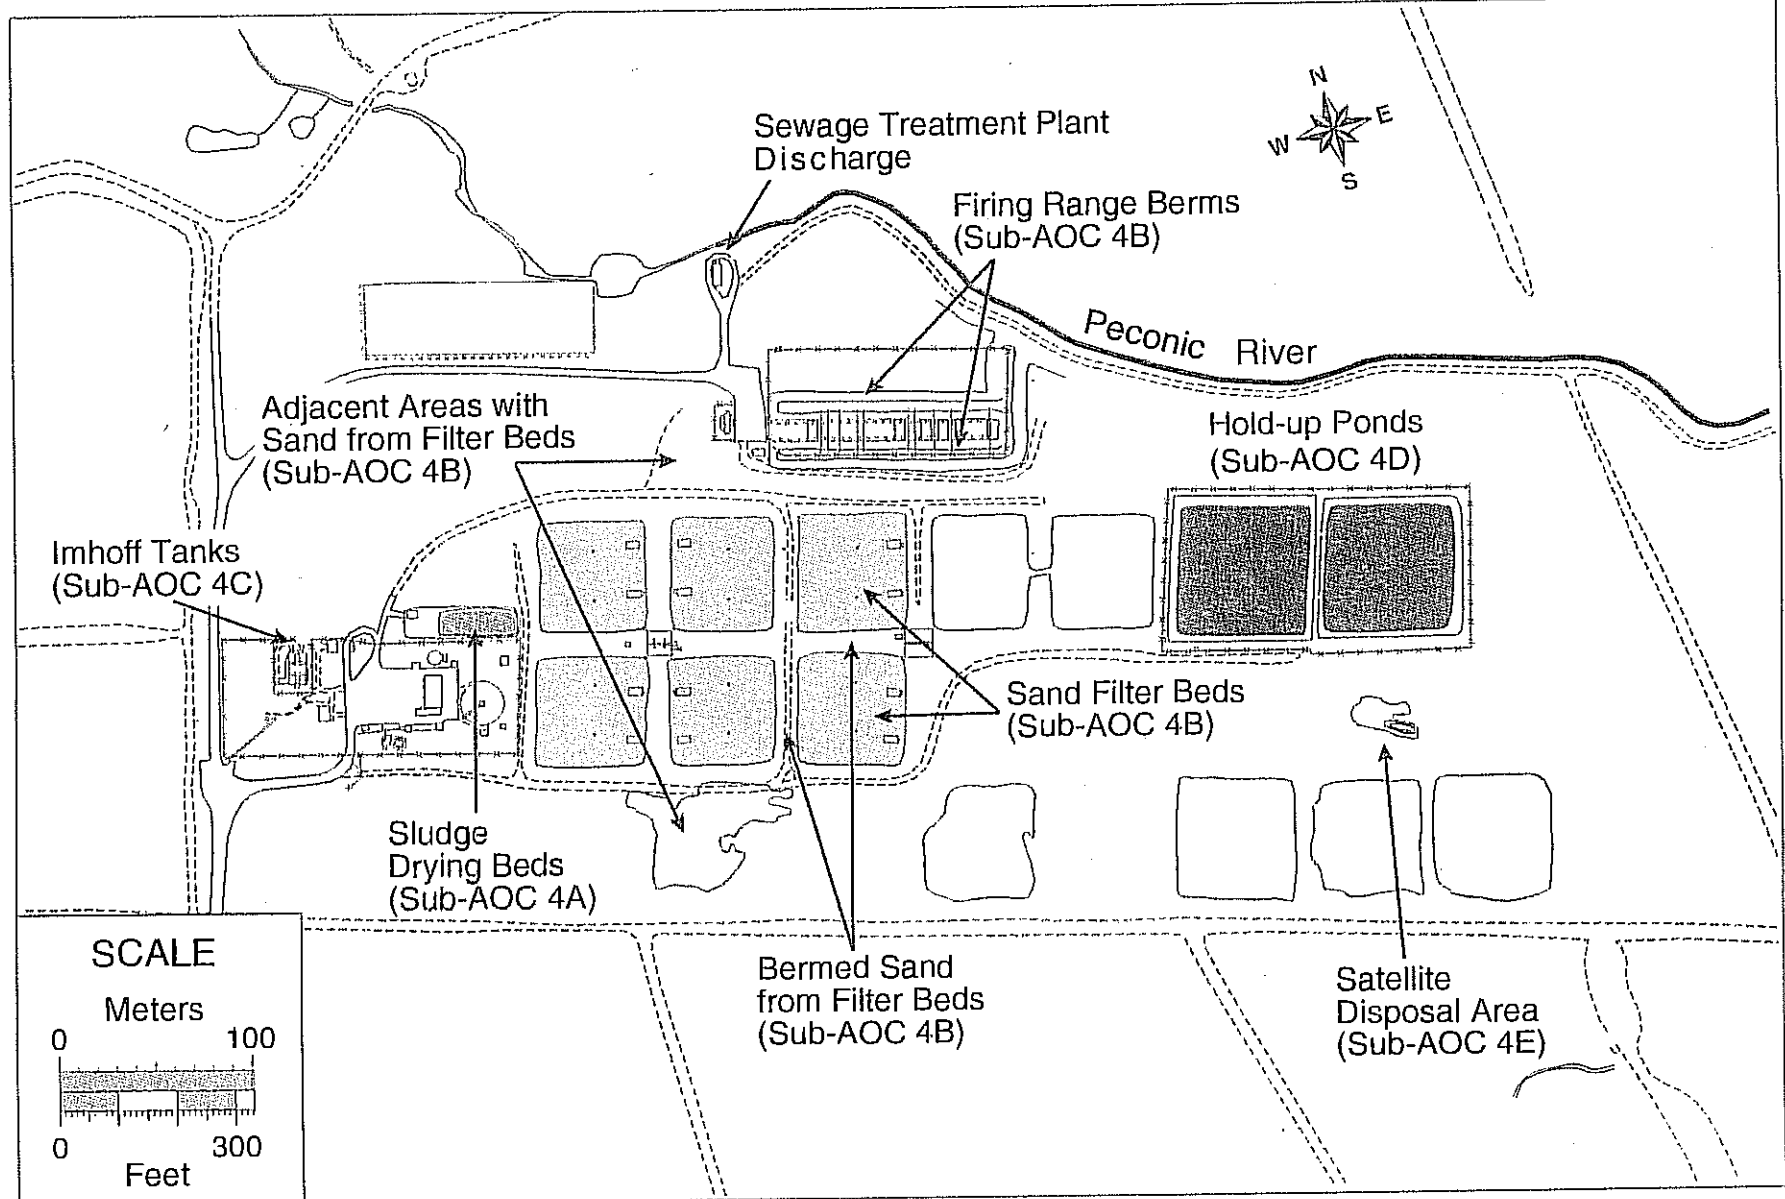 N
E
W
S
Sewage Treatment Plant
Discharge
Firing Range Berms
(Sub-AOC 4B)
Peconic River
Adjacent Areas with
Sand from Filter Beds
(Sub-AOC 4B)
Hold-up Ponds
(Sub-AOC 4D)
Imhoff Tanks
(Sub-AOC 4C)
Sand Filter Beds
(Sub-AOC 4B)
Sludge
Drying Beds
(Sub-AOC 4A)
Bermed Sand
from Filter Beds
(Sub-AOC 4B)
Satellite
Disposal Area
(Sub-AOC 4E)
SCALE
Meters
0 100
0 300
Feet